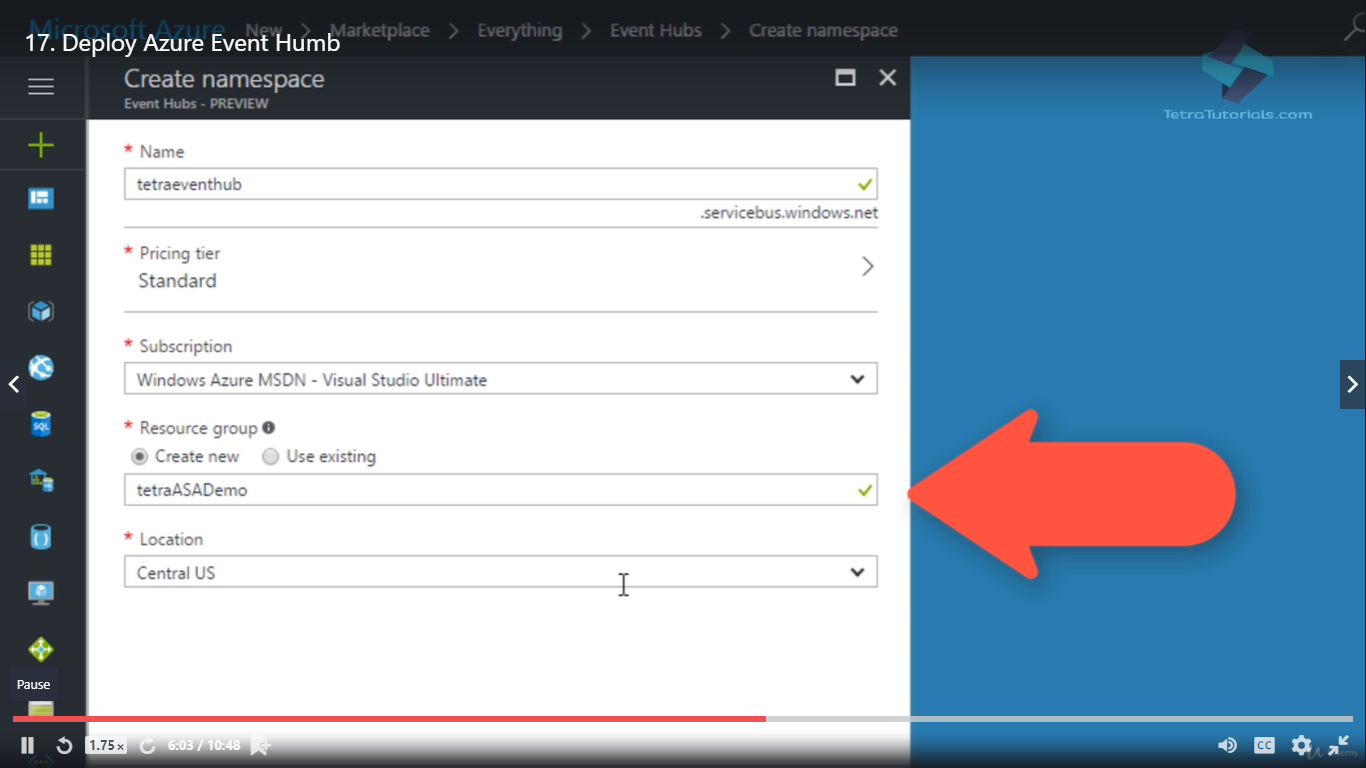 Microsoft Azure New > Marketplace > Everything > Event Hubs > Create namespace
17. Deploy Azure Event Humb
Create namespace
Event Hubs - PREVIEW
TetraTutorials.com
* Name
tetraeventhub
.servicebus.windows.net
* Pricing tier
Standard
* Subscription
Windows Azure MSDN - Visual Studio Ultimate
* Resource group
Create new Use existing
tetraASADemo
* Location
Central US
SQL
Pause
1.75x 6:03 / 10:48 CC